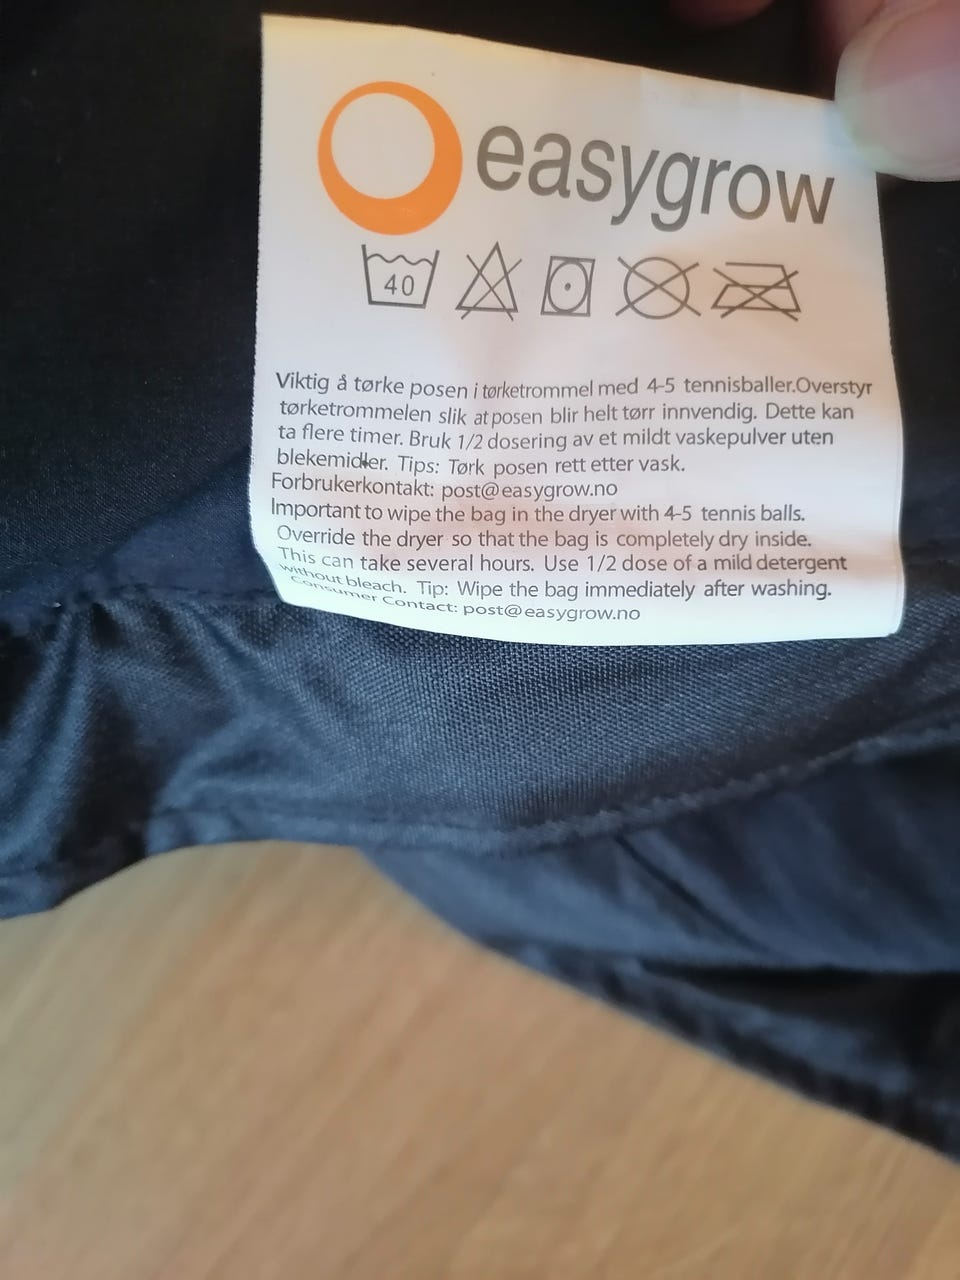 easygrow
40
Viktig å tørke posen i tørketrommel med 4-5 tennisballer.Overstyr
tørketrommelen slik at posen blir helt tørr innvendig. Dette kan
ta flere timer. Bruk 1/2 dosering av et mildt vaskepulver uten
blekemidler. Tips: Tørk posen rett etter vask.
Forbrukerkontakt: post@easygrow.no
Important to wipe the bag in the dryer with 4-5 tennis balls.
Override the dryer so that the bag is completely dry inside.
This can take several hours. Use 1/2 dose of a mild detergent
without bleach. Tip: Wipe the bag immediately after washing.
Consumer Contact: post@easygrow.no